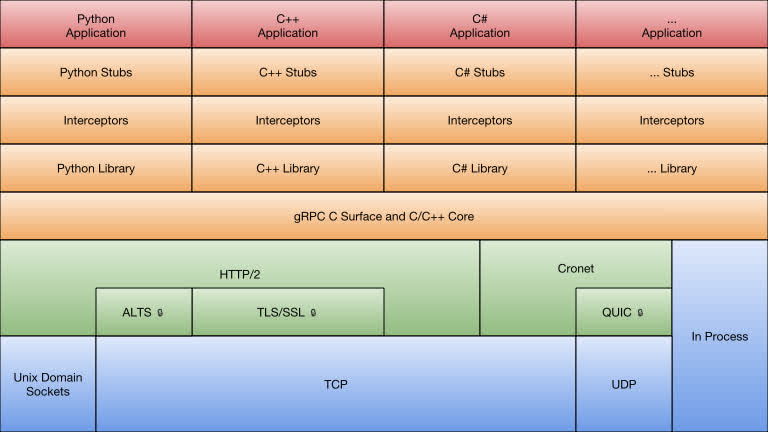 Python
Application
C++
Application
C#
Application
...
Application
Python Stubs
C++ Stubs
C# Stubs
... Stubs
Interceptors
Interceptors
Interceptors
Interceptors
Python Library
C++ Library
C# Library
... Library
gRPC C Surface and C/C++ Core
HTTP/2
Cronet
ALTS
TLS/SSL
QUIC
In Process
Unix Domain
Sockets
TCP
UDP